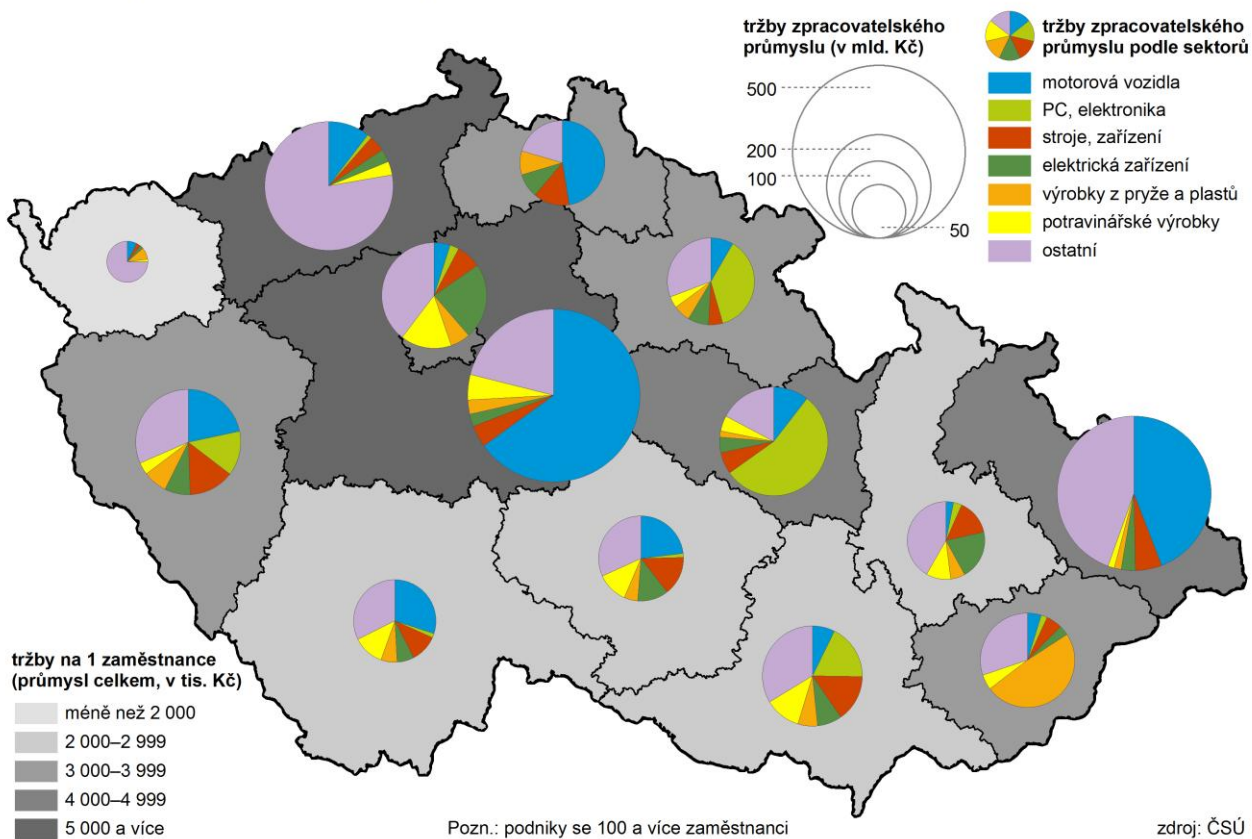 tržby zpracovatelského
průmyslu (v mld. Kč)
500
200
100
50
tržby zpracovatelského
průmyslu podle sektorů
motorová vozidla
PC, elektronika
stroje, zařízení
elektrická zařízení
výrobky z pryže a plastů
potravinářské výrobky
ostatní
tržby na 1 zaměstnance
(průmysl celkem, v tis. Kč)
méně než 2 000
2 000–2 999
3 000–3 999
4 000–4 999
5 000 a více
Pozn.: podniky se 100 a více zaměstnanci
zdroj: ČSÚ